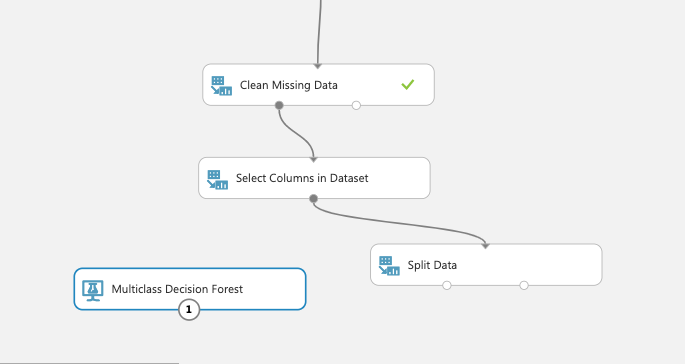 Clean Missing Data
Select Columns in Dataset
Split Data
Multiclass Decision Forest
1